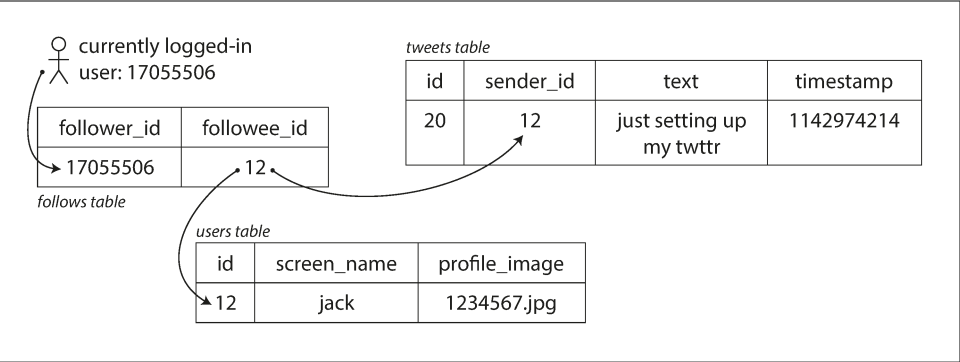 currently logged-in
user: 17055506
follower_id followee_id
17055506 12
follows table
tweets table
id sender_id text timestamp
20 12 just setting up 1142974214
my twttr
users table
id screen_name profile_image
12 jack 1234567.jpg